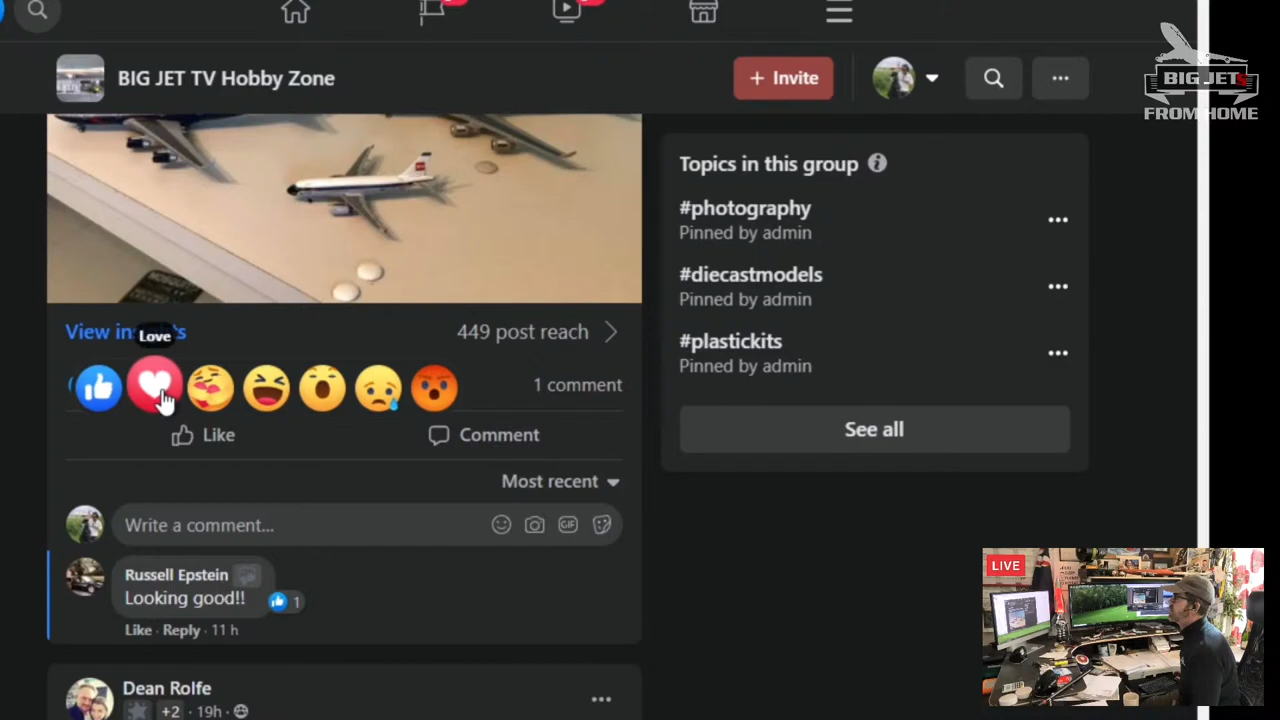 BIG JET TV Hobby Zone
+ Invite
BIG JETS
FROM HOME
Topics in this group
#photography
Pinned by admin
#diecastmodels
Pinned by admin
#plastickits
Pinned by admin
See all
View in
Love
449 post reach
1 comment
Like
Comment
Most recent
Write a comment...
GIF
Russell Epstein
Looking good!!
1
Like · Reply · 11 h
Dean Rolfe
+2 · 19h ·
LIVE